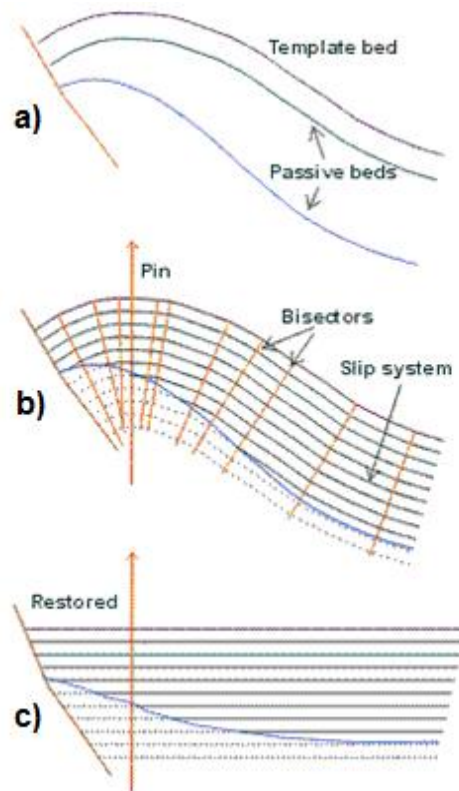 Template bed
a)
Passive beds
Pin
Bisectors
Slip system
b)
Restored
c)